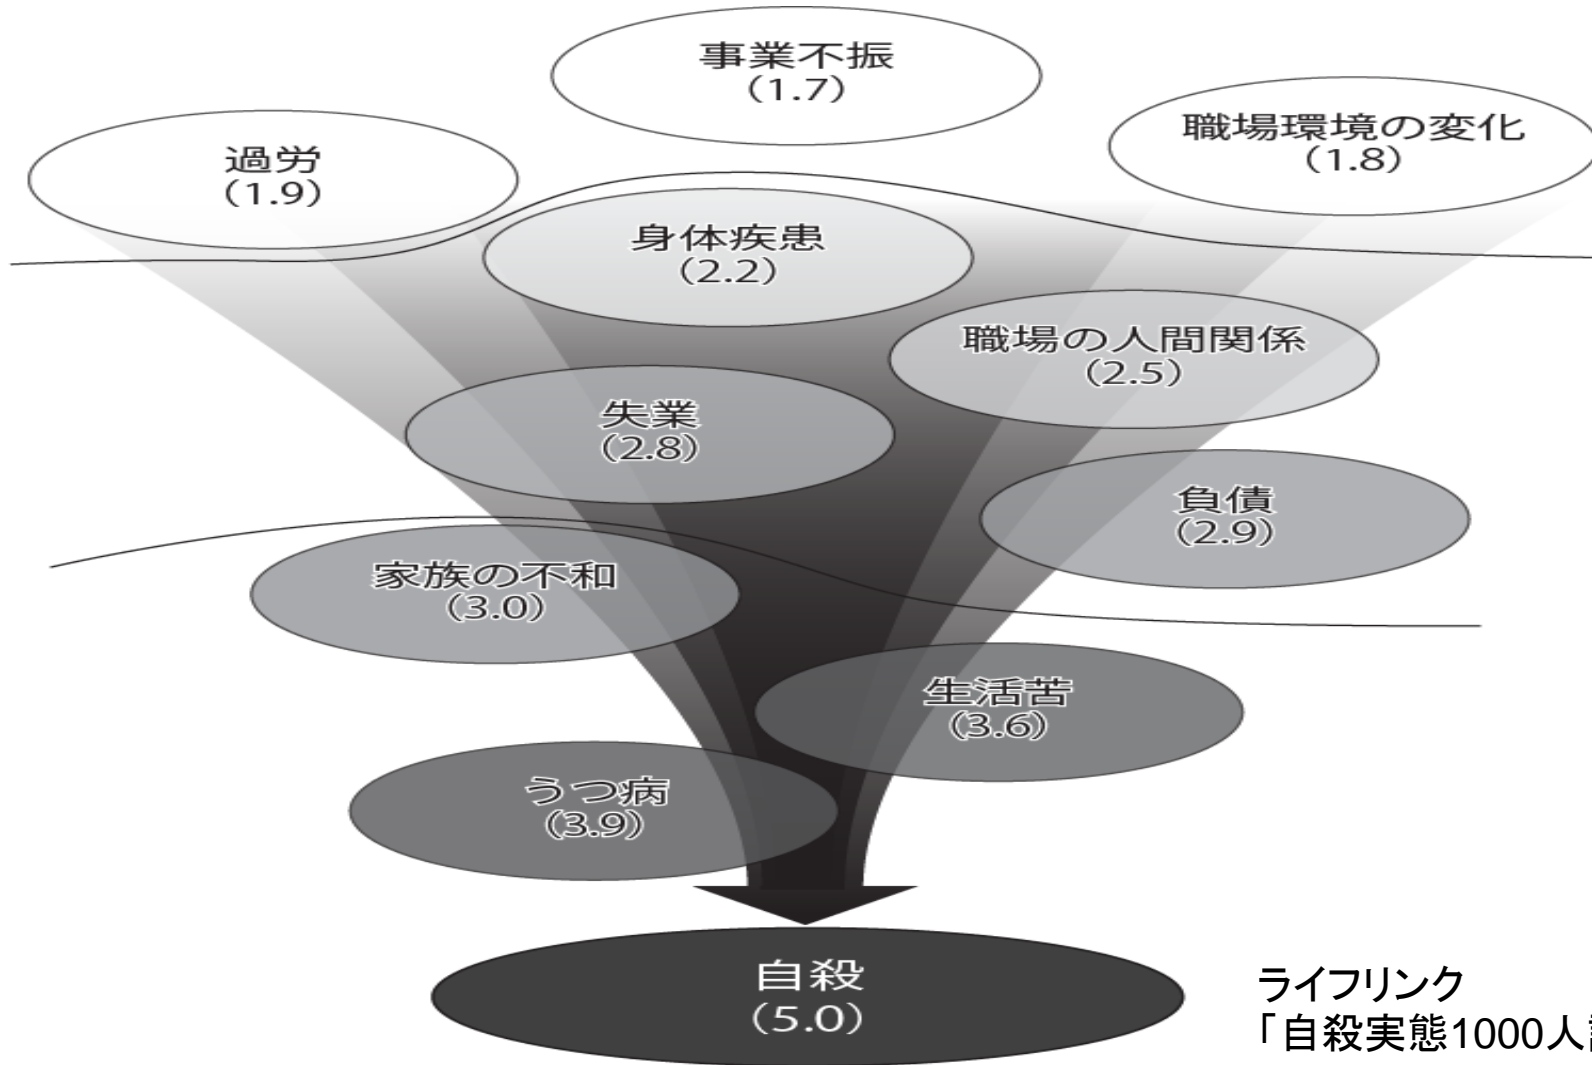 事業不振
(1.7)
過労
(1.9)
職場環境の変化
(1.8)
身体疾患
(2.2)
職場の人間関係
(2.5)
失業
(2.8)
負債
(2.9)
家族の不和
(3.0)
生活苦
(3.6)
うつ病
(3.9)
自殺
(5.0)
ライフリンク
「自殺実態1000人